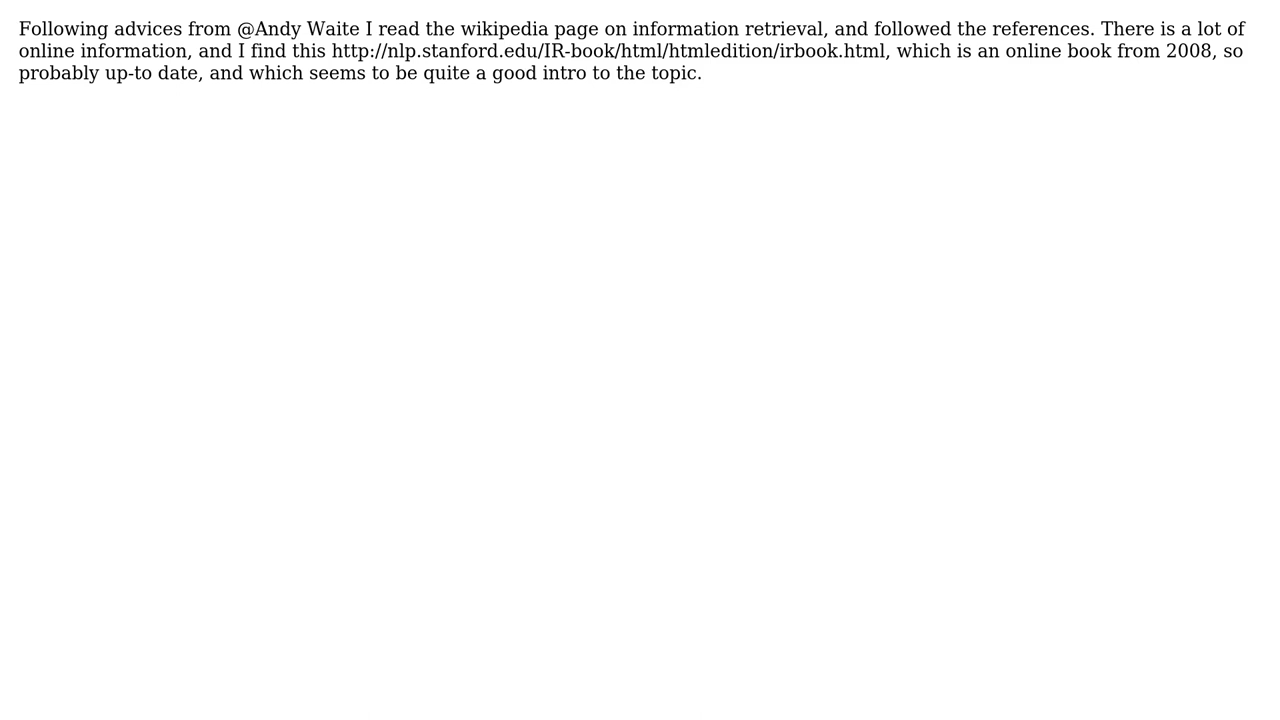 Following advices from @Andy Waite I read the wikipedia page on information retrieval, and followed the references. There is a lot of
online information, and I find this http://nlp.stanford.edu/IR-book/html/htmledition/irbook.html, which is an online book from 2008, so
probably up-to date, and which seems to be quite a good intro to the topic.